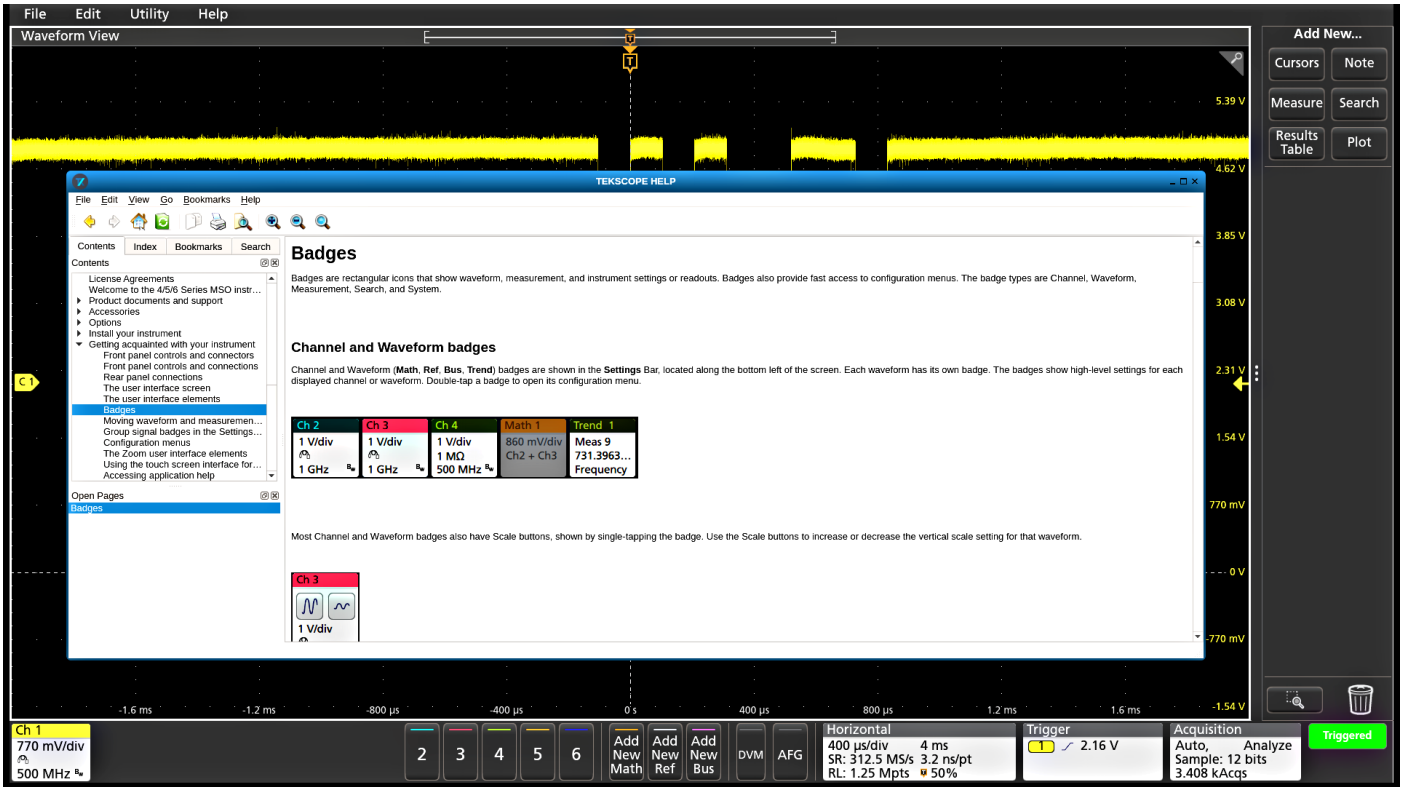 File Edit Utility Help
Waveform View
T
T
Add New...
Cursors Note
Measure Search
Results Table Plot
5.39 V
4.62 V
3.85 V
3.08 V
2.31 V
1.54 V
770 mV
0 V
-770 mV
-1.54 V
C 1
TEKSCOPE HELP
File Edit View Go Bookmarks Help
Contents Index Bookmarks Search
Contents
License Agreements
Welcome to the 4/5/6 Series MSO instr...
Product documents and support
Accessories
Options
Install your instrument
Getting acquainted with your instrument
Front panel controls and connectors
Front panel controls and connections
Rear panel connections
The user interface screen
The user interface elements
Badges
Moving waveform and measuremen...
Group signal badges in the Settings...
Configuration menus
The Zoom user interface elements
Using the touch screen interface for...
Accessing application help
Open Pages
Badges
Badges
Badges are rectangular icons that show waveform, measurement, and instrument settings or readouts. Badges also provide fast access to configuration menus. The badge types are Channel, Waveform,
Measurement, Search, and System.
Channel and Waveform badges
Channel and Waveform (Math, Ref, Bus, Trend) badges are shown in the Settings Bar, located along the bottom left of the screen. Each waveform has its own badge. The badges show high-level settings for each
displayed channel or waveform. Double-tap a badge to open its configuration menu.
Ch 2 Ch 3 Ch 4 Math 1 Trend 1
1 V/div 1 V/div 1 V/div 860 mV/div Meas 9
1 MΩ Ch2 + Ch3 731.3963...
1 GHz 1 GHz 500 MHz Frequency
Most Channel and Waveform badges also have Scale buttons, shown by single-tapping the badge. Use the Scale buttons to increase or decrease the vertical scale setting for that waveform.
Ch 3
1 V/div
-1.6 ms -1.2 ms -800 µs -400 µs 0 s 400 µs 800 µs 1.2 ms 1.6 ms
Ch 1
770 mV/div
500 MHz
2 3 4 5 6
Add New Math
Add New Ref
Add New Bus
DVM AFG
Horizontal
400 µs/div 4 ms
SR: 312.5 MS/s 3.2 ns/pt
RL: 1.25 Mpts 50%
Trigger
1 2.16 V
Acquisition
Auto, Analyze
Sample: 12 bits
3.408 kAcqs
Triggered